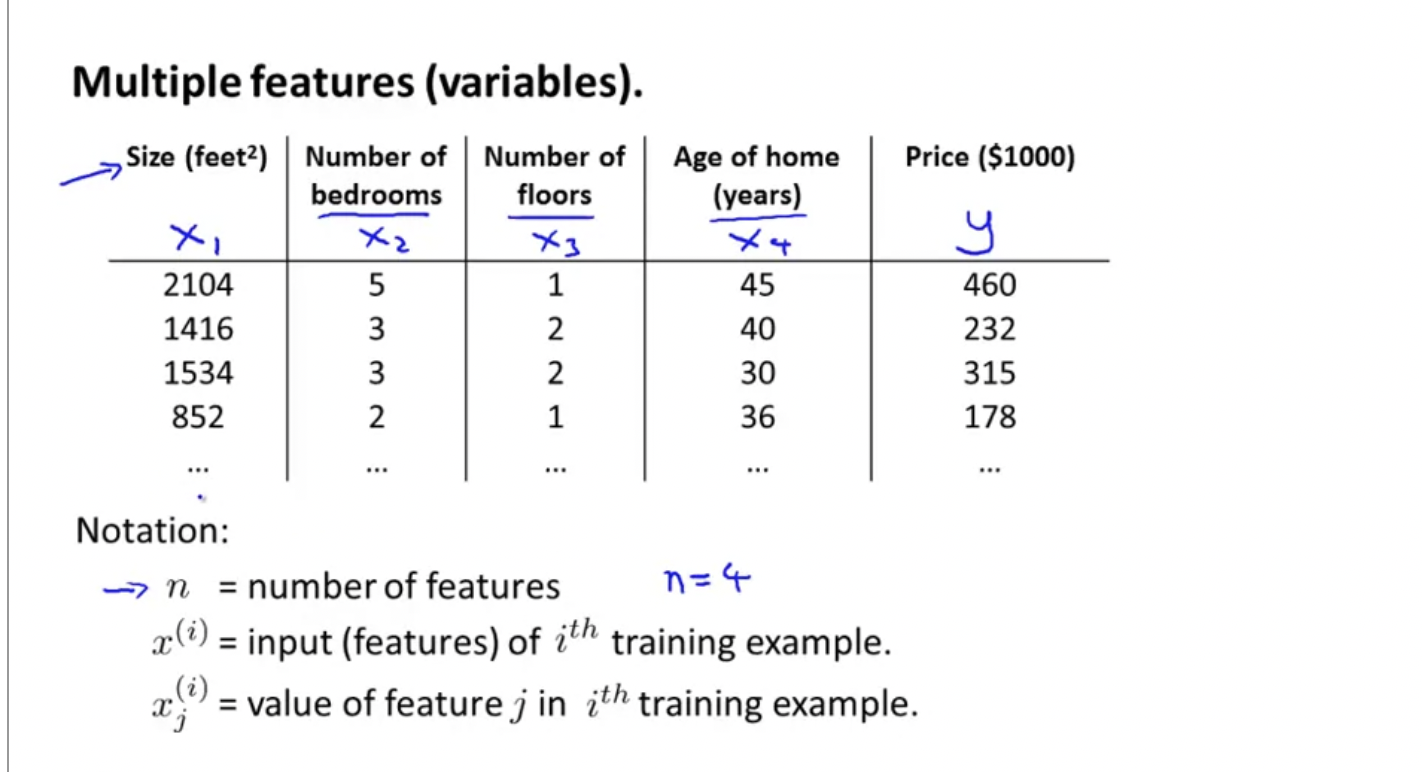 Multiple features (variables).
Size (feet²) Number of bedrooms Number of floors Age of home (years) Price ($1000)
x₁ x₂ x₃ x₄ y
2104 5 1 45 460
1416 3 2 40 232
1534 3 2 30 315
852 2 1 36 178
... ... ... ... ...
Notation:
→ n = number of features n=4
x⁽ⁱ⁾ = input (features) of iᵗʰ training example.
xⱼ⁽ⁱ⁾ = value of feature j in iᵗʰ training example.